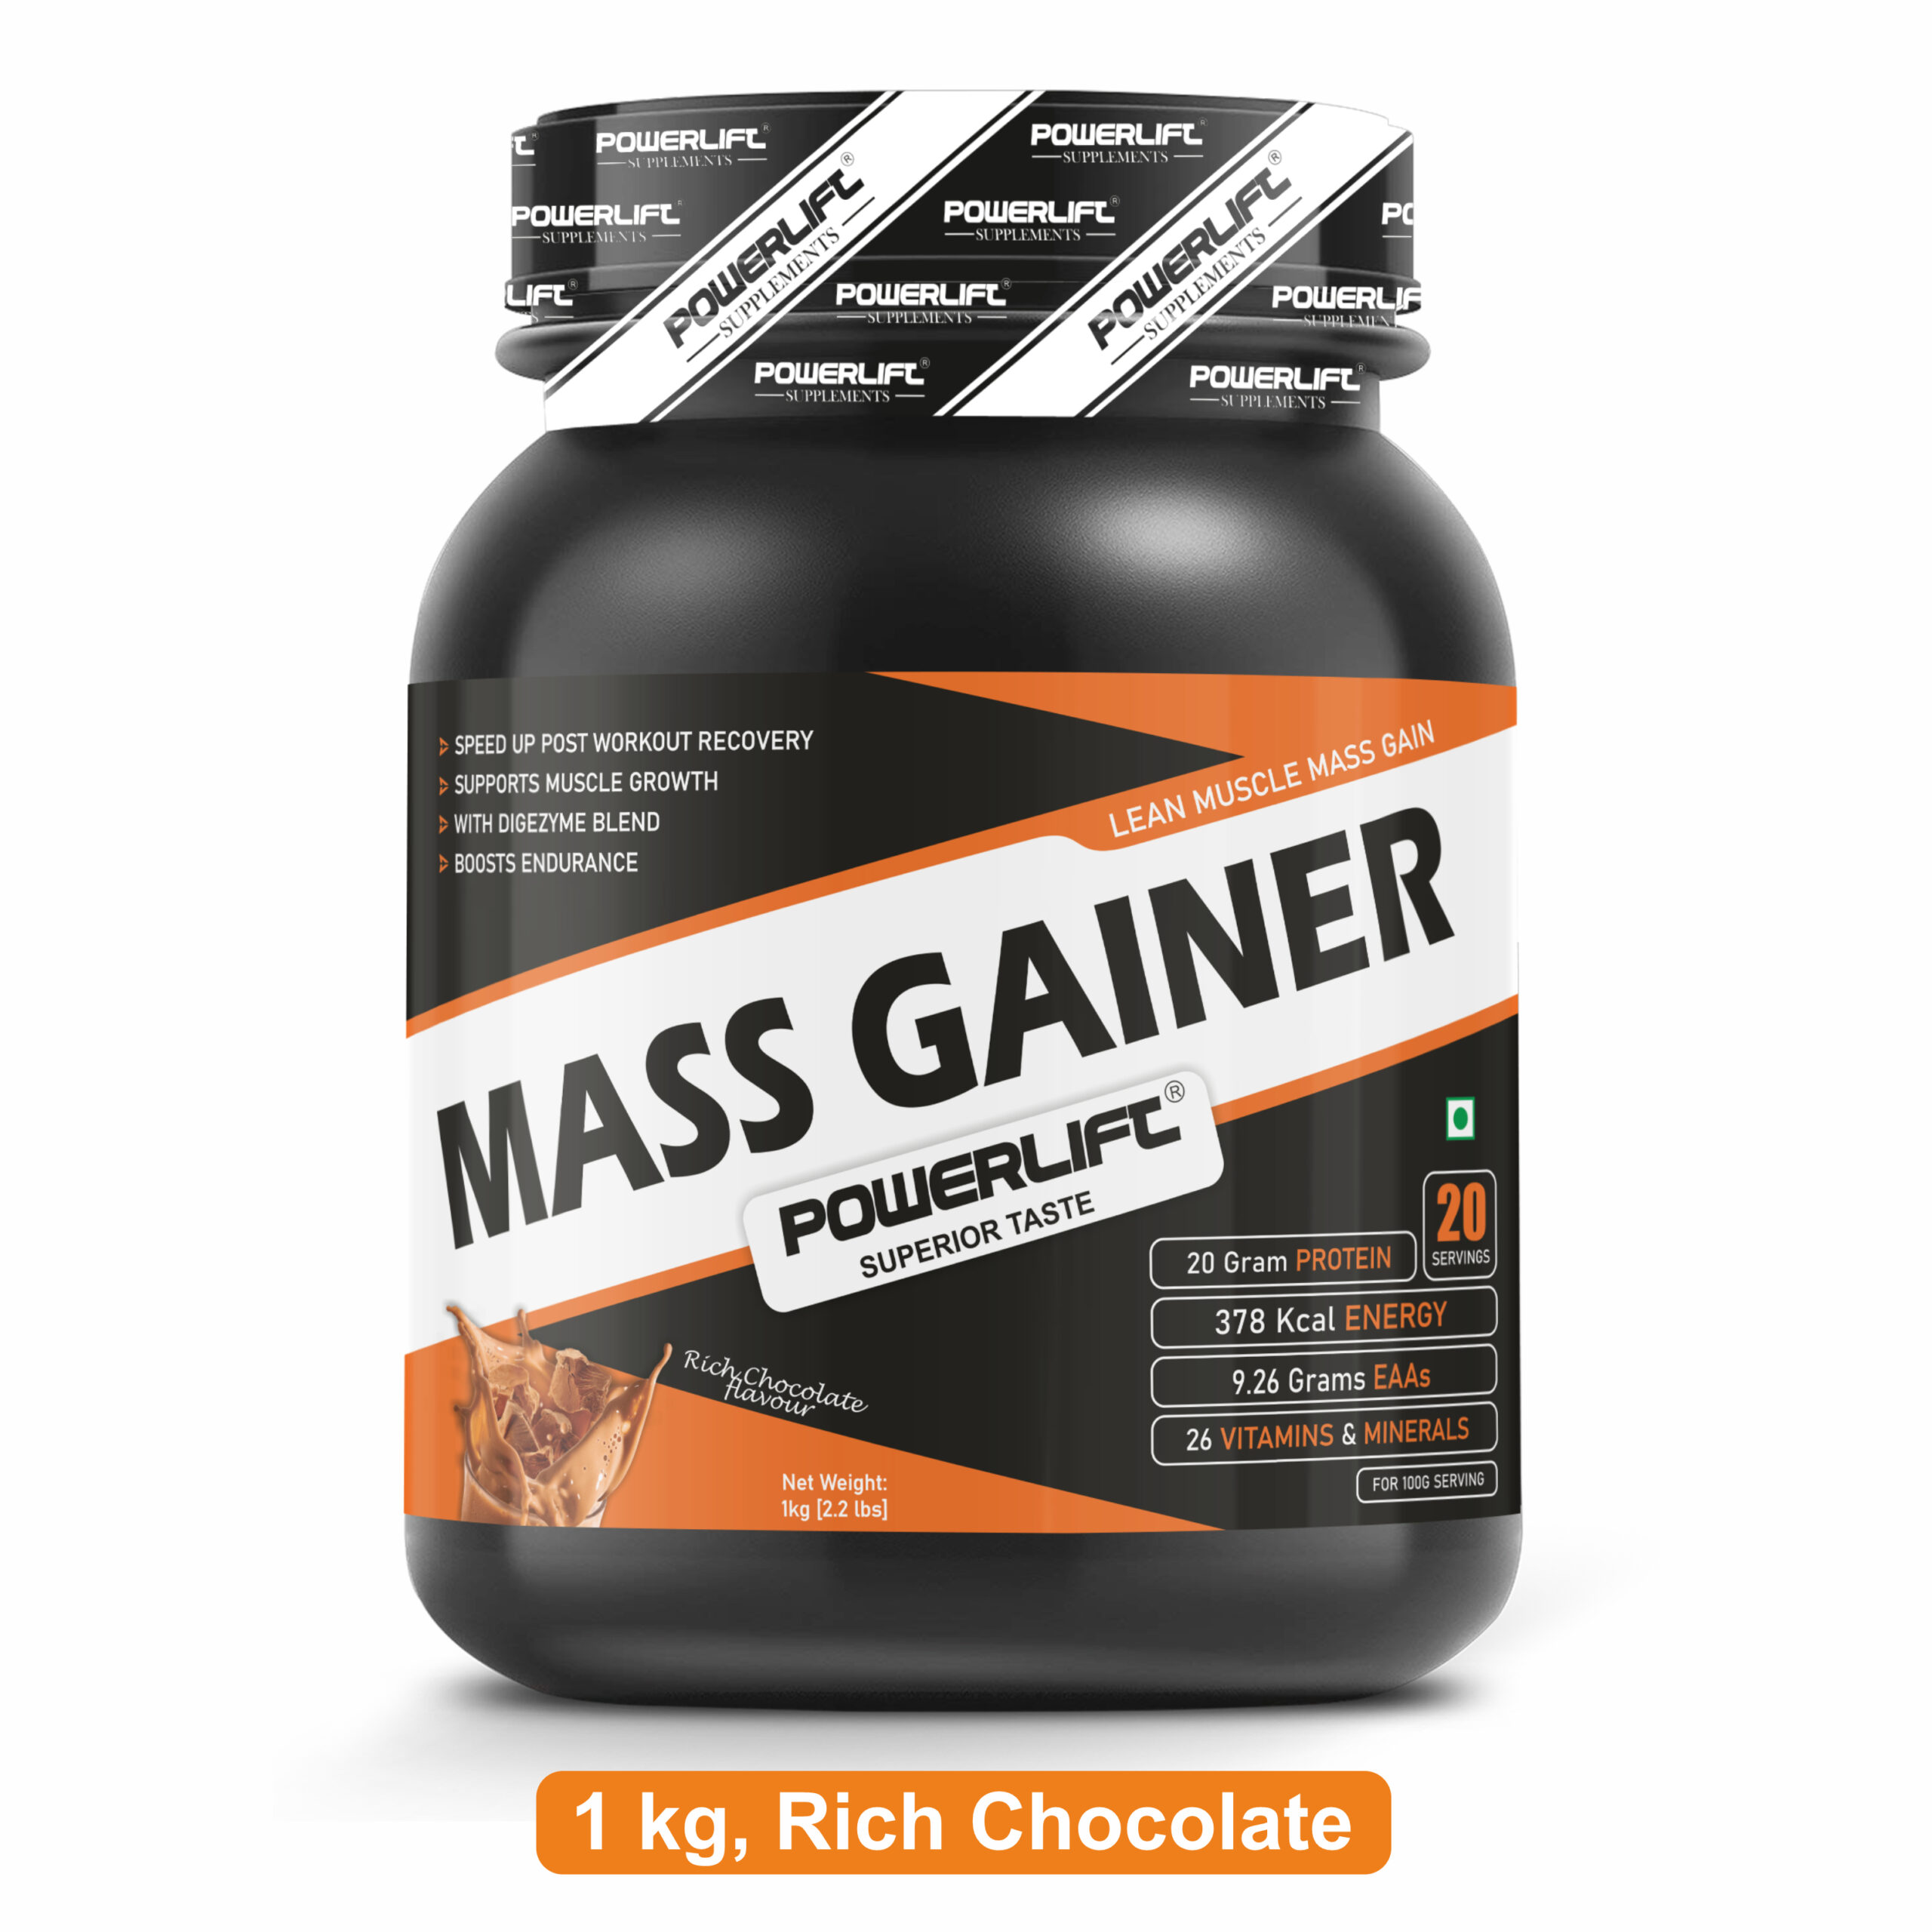 POWERLIFT®
SUPPLEMENTS
POWERLIFT®
SUPPLEMENTS
POWERLIFT®
SUPPLEMENTS
POWERLIFT®
SUPPLEMENTS
POWERLIFT®
SUPPLEMENTS
POWERLIFT®
SUPPLEMENTS
POWERLIFT®
SUPPLEMENTS
POWERLIFT®
SUPPLEMENTS
POWERLIFT®
SUPPLEMENTS
SPEED UP POST WORKOUT RECOVERY
SUPPORTS MUSCLE GROWTH
WITH DIGEZYME BLEND
BOOSTS ENDURANCE
LEAN MUSCLE MASS GAIN
MASS GAINER
POWERLIFT®
SUPERIOR TASTE
20
SERVINGS
20 Gram PROTEIN
378 Kcal ENERGY
9.26 Grams EAAs
26 VITAMINS & MINERALS
FOR 100G SERVING
Rich Chocolate
flavour
Net Weight:
1kg [2.2 lbs]
1 kg, Rich Chocolate